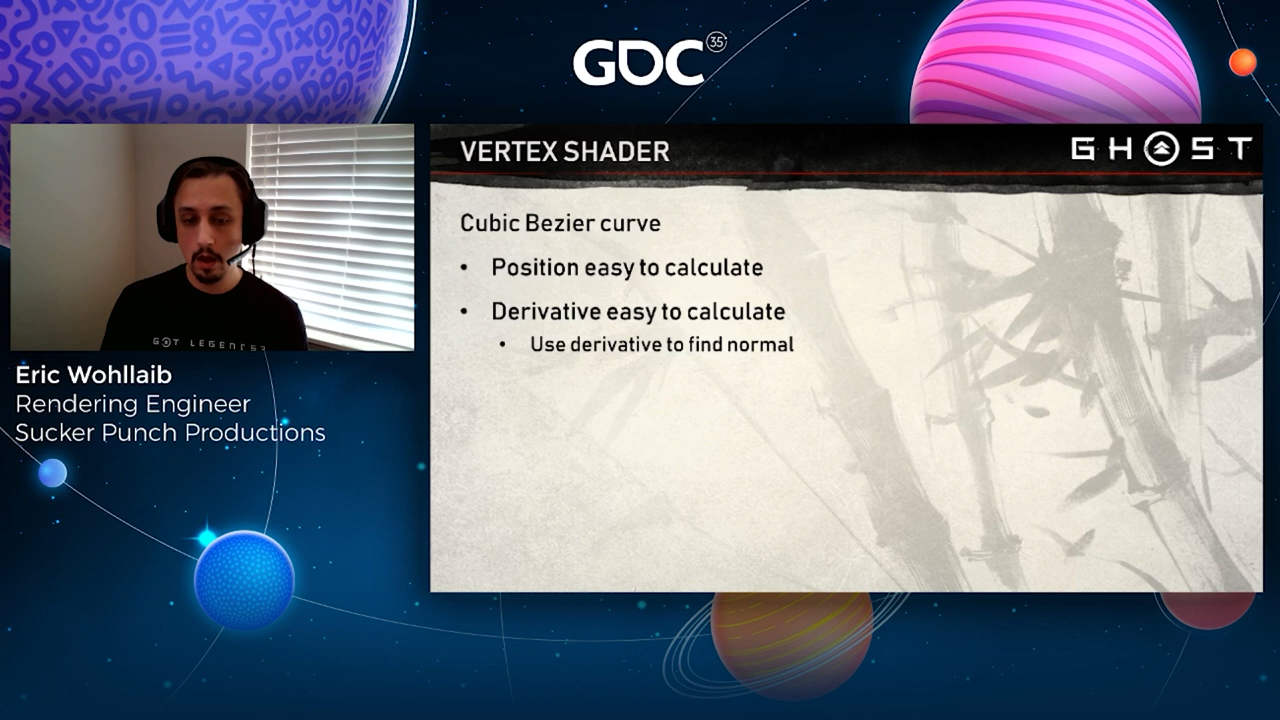 GDC 35
VERTEX SHADER
GHOST
Cubic Bezier curve
• Position easy to calculate
• Derivative easy to calculate
• Use derivative to find normal
Eric Wohllaib
Rendering Engineer
Sucker Punch Productions